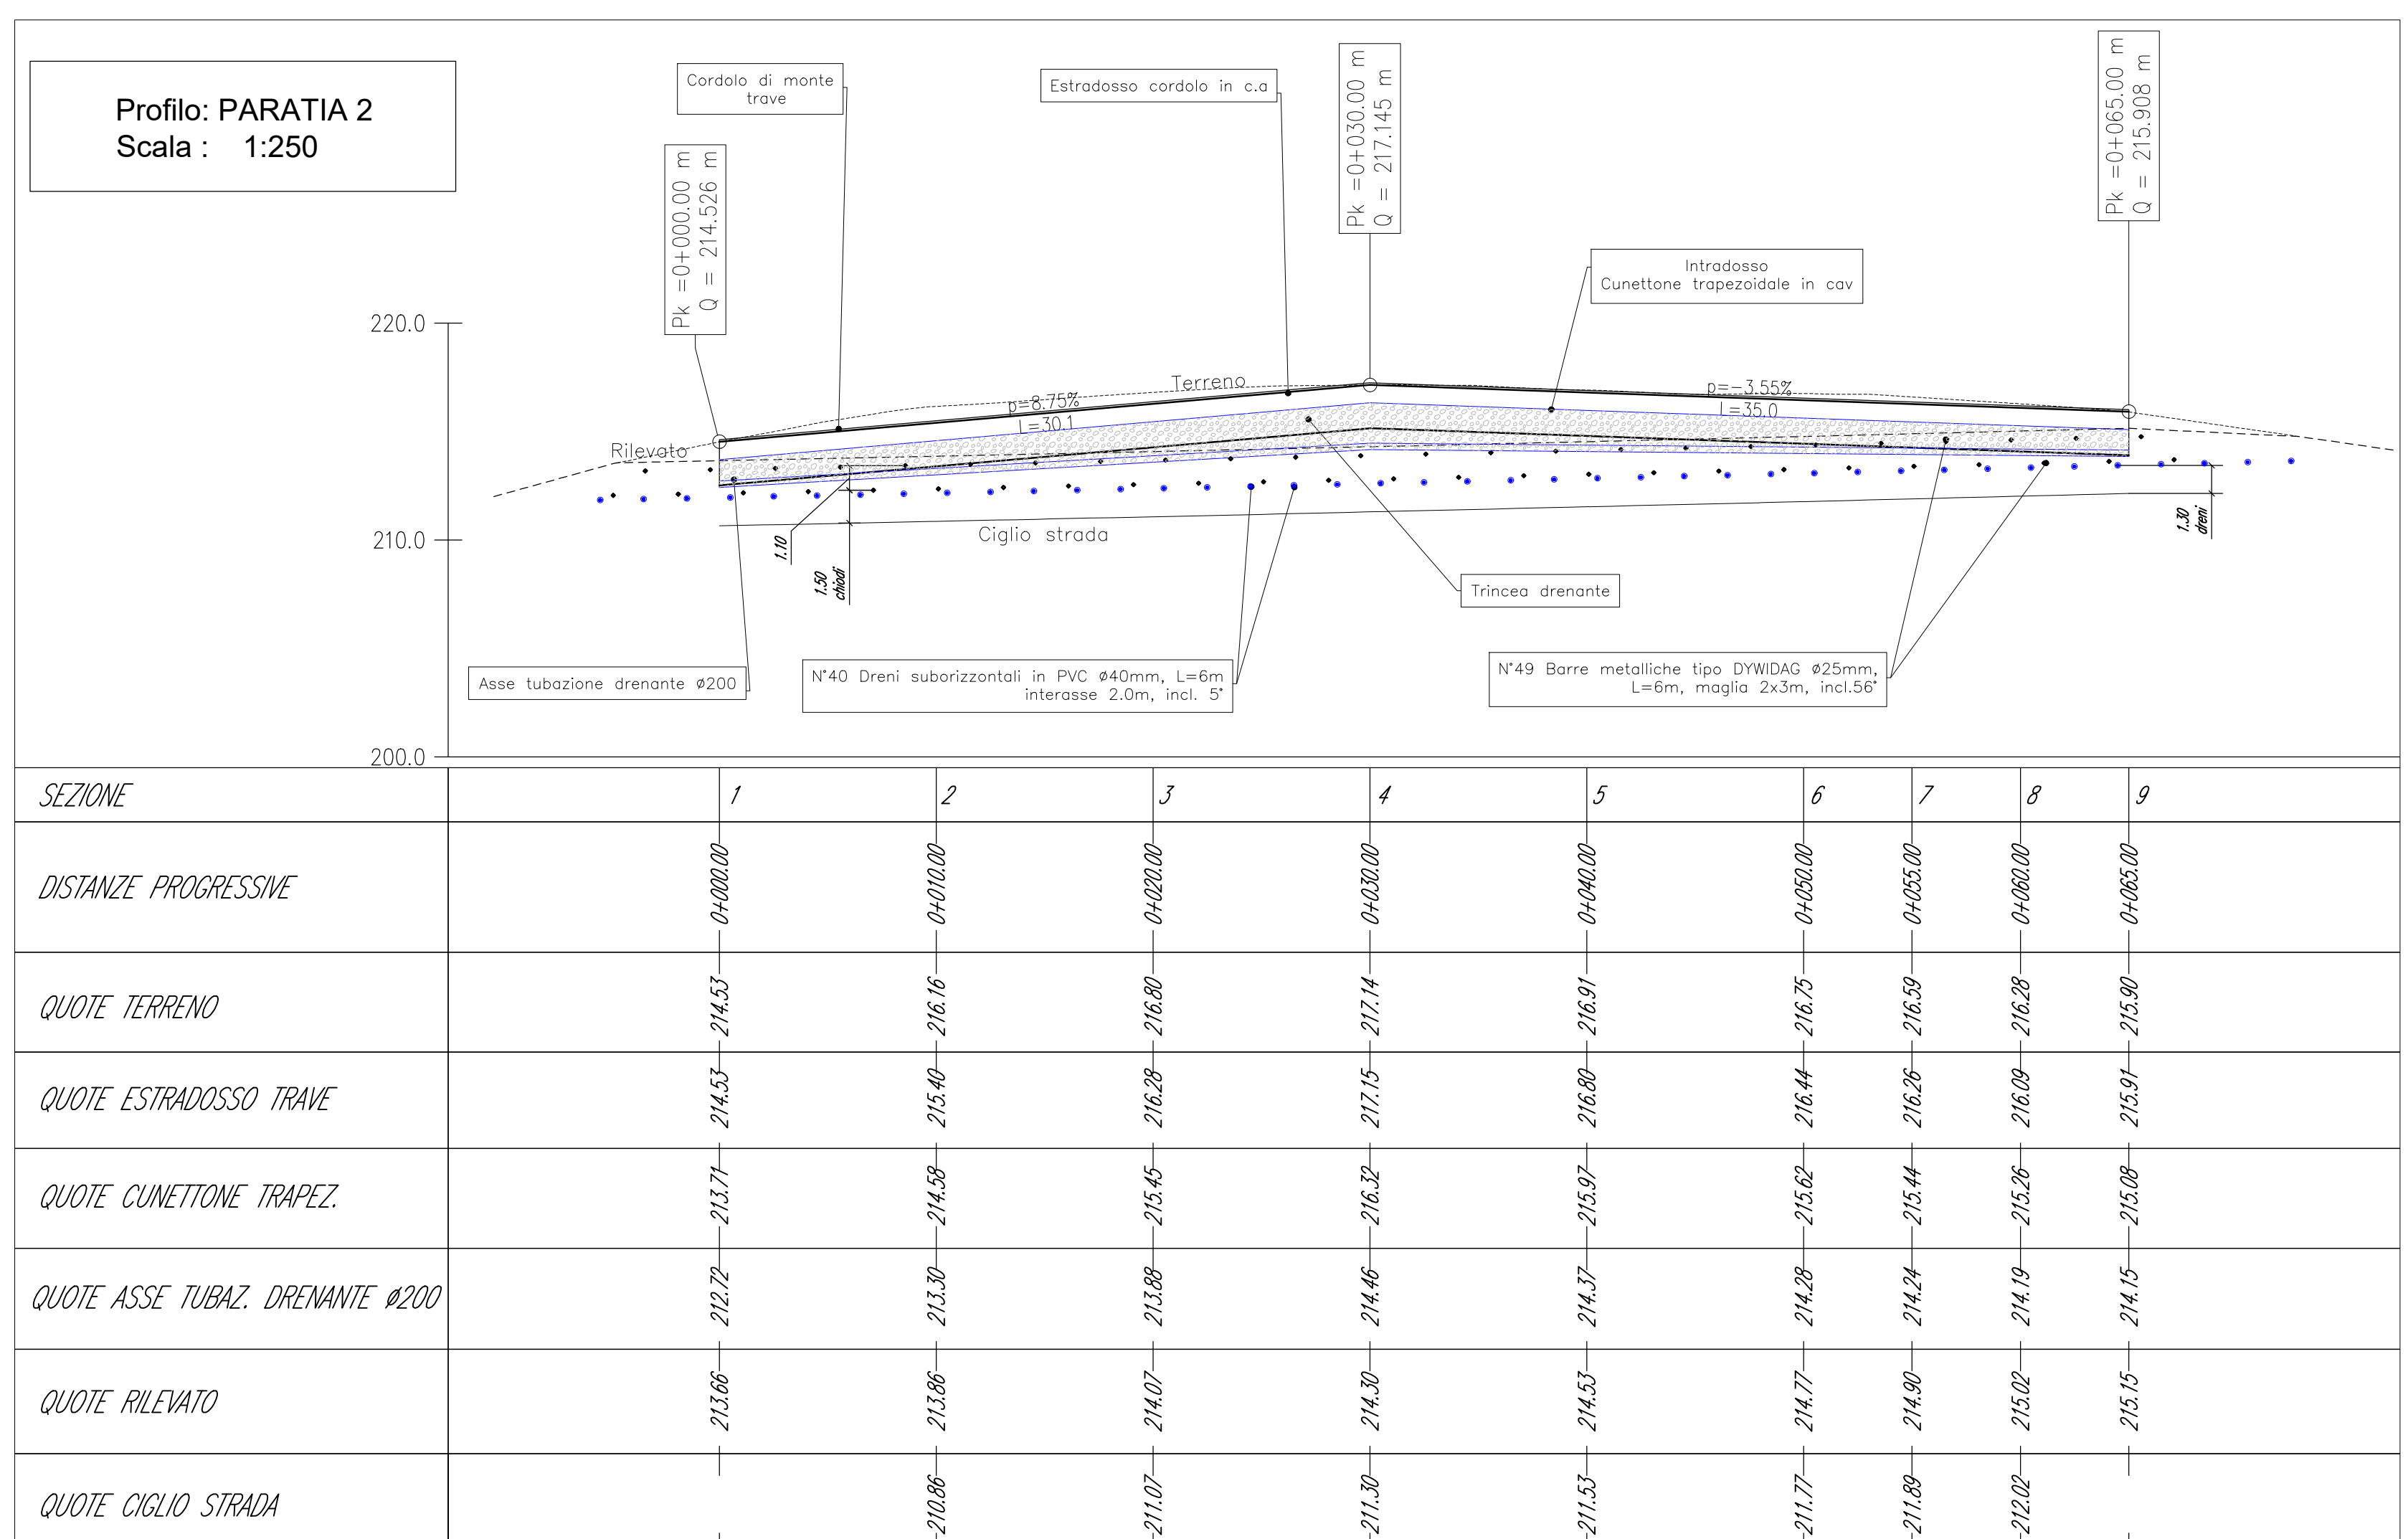 Profilo: PARATIA 2
Scala : 1:250
Cordolo di monte
trave
Estradosso cordolo in c.a
Pk =0+000.00 m
Q = 214.526 m
Pk =0+030.00 m
Q = 217.145 m
Pk =0+065.00 m
Q = 215.908 m
Intradosso
Cunettone trapezoidale in cav
220.0
210.0
200.0
Terreno
p=8.75%
L=30.1
p=-3.55%
L=35.0
Rilevato
Ciglio strada
1.10
1.50
chiodi
1.30
dreni
Trincea drenante
Asse tubazione drenante ø200
N°40 Dreni suborizzontali in PVC ø40mm, L=6m
interasse 2.0m, incl. 5°
N°49 Barre metalliche tipo DYWIDAG ø25mm,
L=6m, maglia 2x3m, incl.56°
SEZIONE 1 2 3 4 5 6 7 8 9
DISTANZE PROGRESSIVE 0+000.00 0+010.00 0+020.00 0+030.00 0+040.00 0+050.00 0+055.00 0+060.00 0+065.00
QUOTE TERRENO 214.53 216.16 216.80 217.14 216.91 216.75 216.59 216.28 215.90
QUOTE ESTRADOSSO TRAVE 214.53 215.40 216.28 217.15 216.80 216.44 216.26 216.09 215.91
QUOTE CUNETTONE TRAPEZ. 213.71 214.58 215.45 216.32 215.97 215.62 215.44 215.26 215.08
QUOTE ASSE TUBAZ. DRENANTE ø200 212.72 213.30 213.88 214.46 214.37 214.28 214.24 214.19 214.15
QUOTE RILEVATO 213.66 213.86 214.07 214.30 214.53 214.77 214.90 215.02 215.15
QUOTE CIGLIO STRADA 210.86 211.07 211.30 211.53 211.77 211.89 212.02